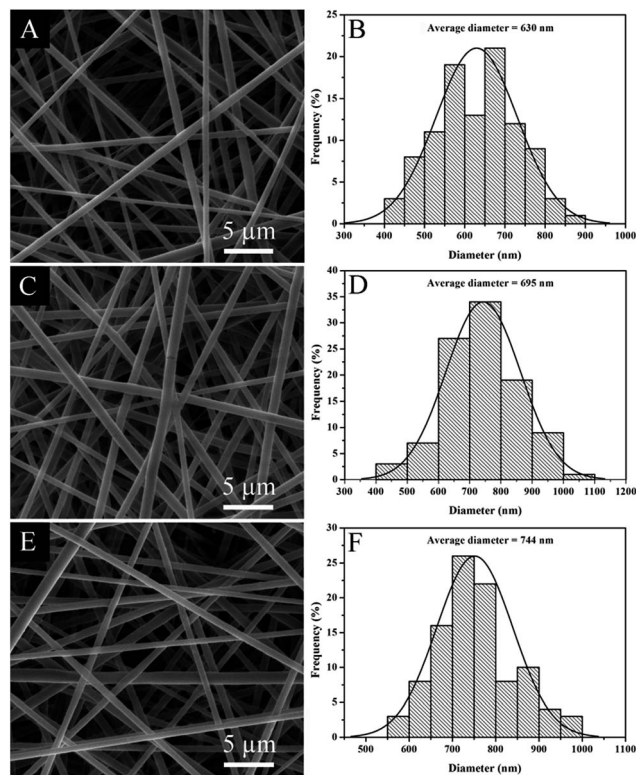 A
5 µm
B
Average diameter = 630 nm
Frequency (%)
25
20
15
10
5
0
300 400 500 600 700 800 900 1000
Diameter (nm)
C
5 µm
D
Average diameter = 695 nm
Frequency (%)
40
35
30
25
20
15
10
5
0
300 400 500 600 700 800 900 1000 1100 1200
Diameter (nm)
E
5 µm
F
Average diameter = 744 nm
Frequency (%)
30
25
20
15
10
5
0
500 600 700 800 900 1000 1100
Diameter (nm)